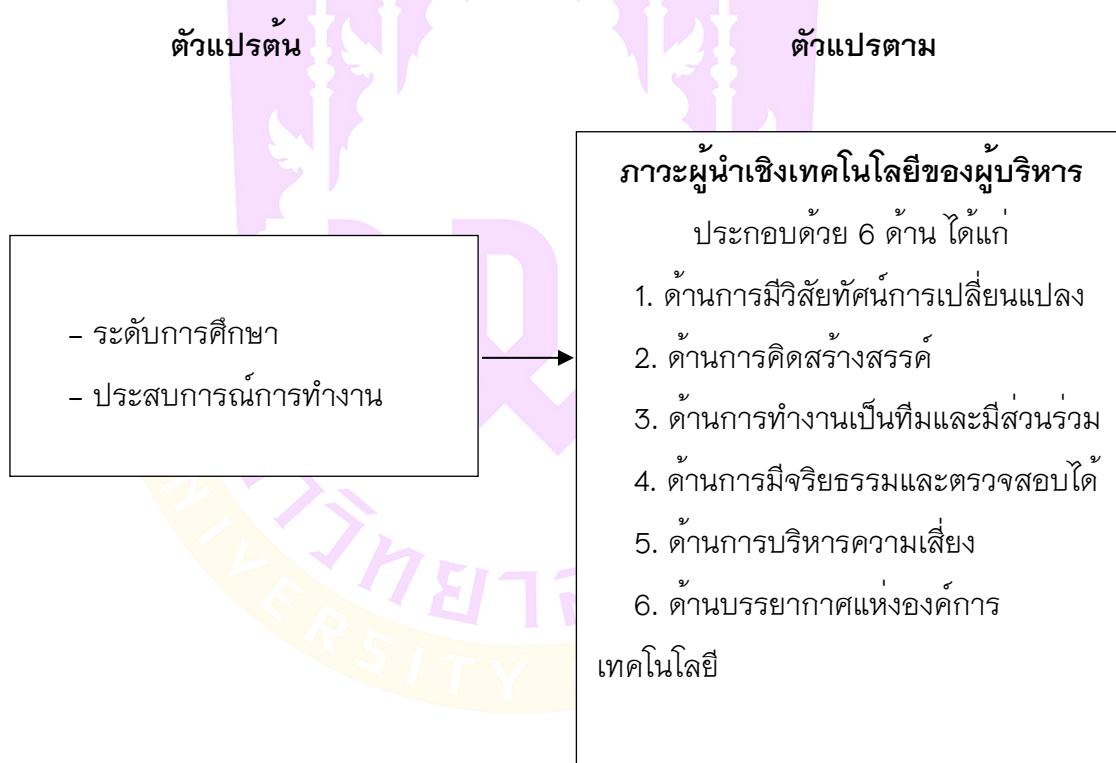 ตัวแปรต้น
ตัวแปรตาม
– ระดับการศึกษา
– ประสบการณ์การทำงาน
ภาวะผู้นำเชิงเทคโนโลยีของผู้บริหาร
ประกอบด้วย 6 ด้าน ได้แก่
1. ด้านการมีวิสัยทัศน์การเปลี่ยนแปลง
2. ด้านการคิดสร้างสรรค์
3. ด้านการทำงานเป็นทีมและมีส่วนร่วม
4. ด้านการมีจริยธรรมและตรวจสอบได้
5. ด้านการบริหารความเสี่ยง
6. ด้านบรรยากาศแห่งองค์การ
เทคโนโลยี